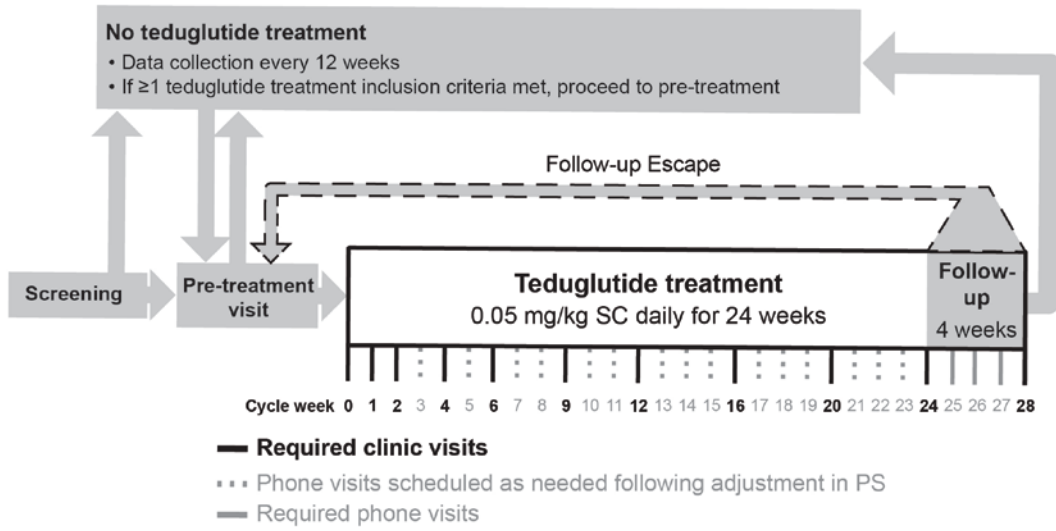 No teduglutide treatment
• Data collection every 12 weeks
• If ≥1 teduglutide treatment inclusion criteria met, proceed to pre-treatment
Follow-up Escape
Screening
Pre-treatment
visit
Teduglutide treatment
0.05 mg/kg SC daily for 24 weeks
Follow-
up
4 weeks
Cycle week 0 1 2 3 4 5 6 7 8 9 10 11 12 13 14 15 16 17 18 19 20 21 22 23 24 25 26 27 28
Required clinic visits
Phone visits scheduled as needed following adjustment in PS
Required phone visits